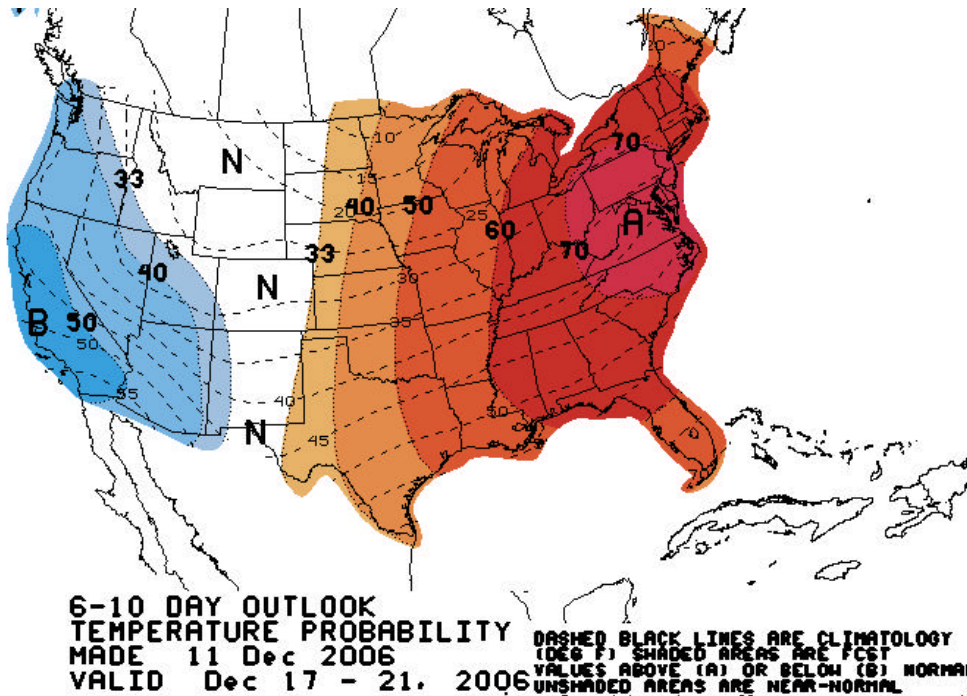 20
10
70
N
33
15
20
40
50
25
A
60
33
70
40
N
30
B
50
50
35
55
40
50
N
45
6-10 DAY OUTLOOK
TEMPERATURE PROBABILITY
MADE 11 Dec 2006
VALID Dec 17 - 21, 2006
DASHED BLACK LINES ARE CLIMATOLOGY
(DEG F) SHADED AREAS ARE FCST
VALUES ABOVE (A) OR BELOW (B) NORMA
UNSHADED AREAS ARE NEAR-NORMAL